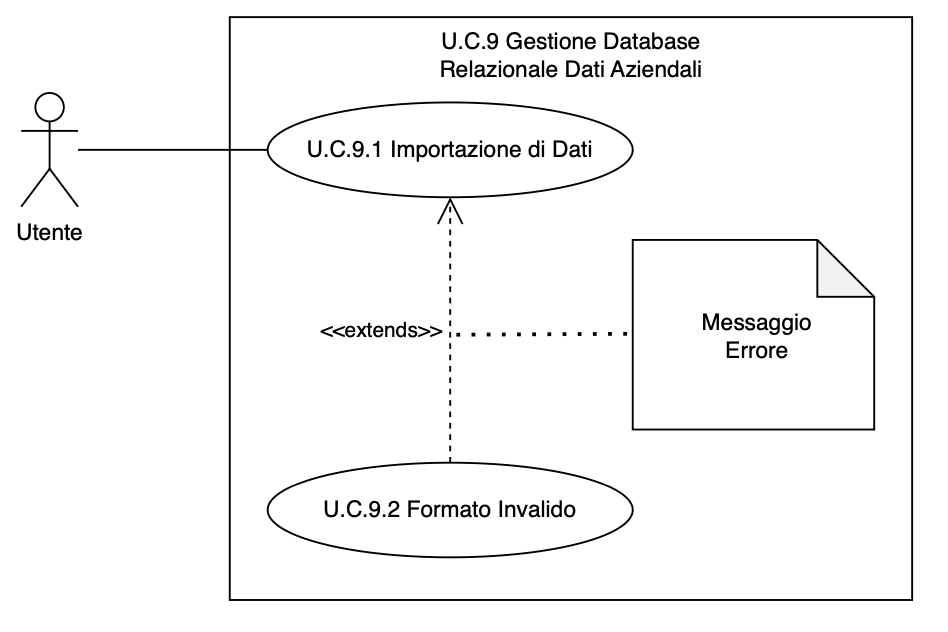 U.C.9 Gestione Database
Relazionale Dati Aziendali
U.C.9.1 Importazione di Dati
Utente
<<extends>>
Messaggio
Errore
U.C.9.2 Formato Invalido